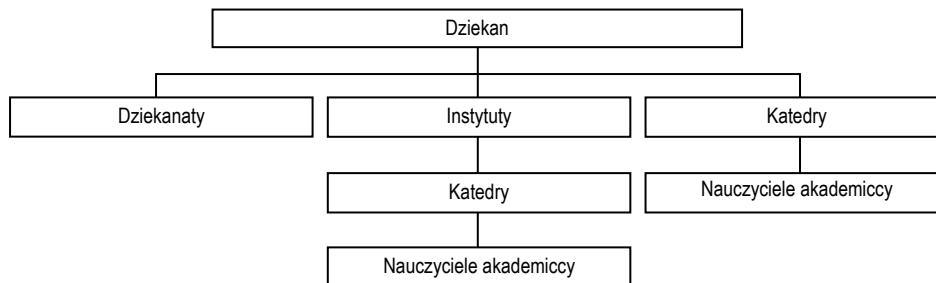 Dziekan
Dziekanaty
Instytuty
Katedry
Katedry
Nauczyciele akademiccy
Nauczyciele akademiccy